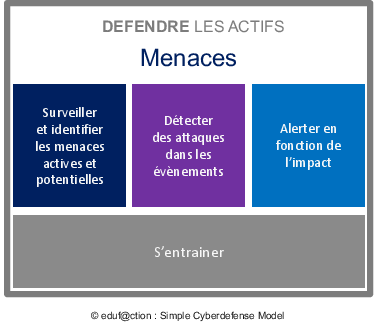 DEFENDRE LES ACTIFS
Menaces
Surveiller
et identifier
les menaces
actives et
potentielles
Détecter
des attaques
dans les
évènements
Alerter en
fonction de
l'impact
S'entrainer
© eduf@ction : Simple Cyberdefense Model